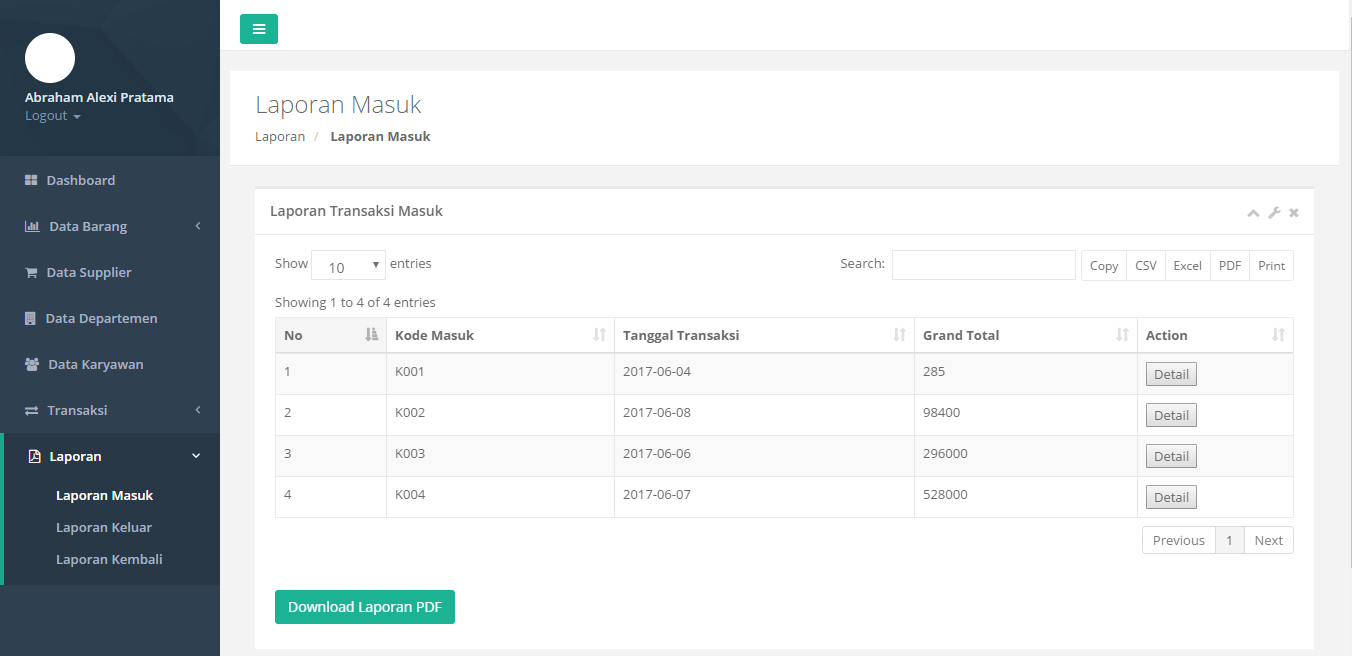 Abraham Alexi Pratama
Logout
Dashboard
Data Barang
Data Supplier
Data Departemen
Data Karyawan
Transaksi
Laporan
Laporan Masuk
Laporan Keluar
Laporan Kembali
Laporan Masuk
Laporan / Laporan Masuk
Laporan Transaksi Masuk
Show 10 entries
Search: Copy CSV Excel PDF Print
Showing 1 to 4 of 4 entries
No Kode Masuk Tanggal Transaksi Grand Total Action
1 K001 2017-06-04 285 Detail
2 K002 2017-06-08 98400 Detail
3 K003 2017-06-06 296000 Detail
4 K004 2017-06-07 528000 Detail
Previous 1 Next
Download Laporan PDF